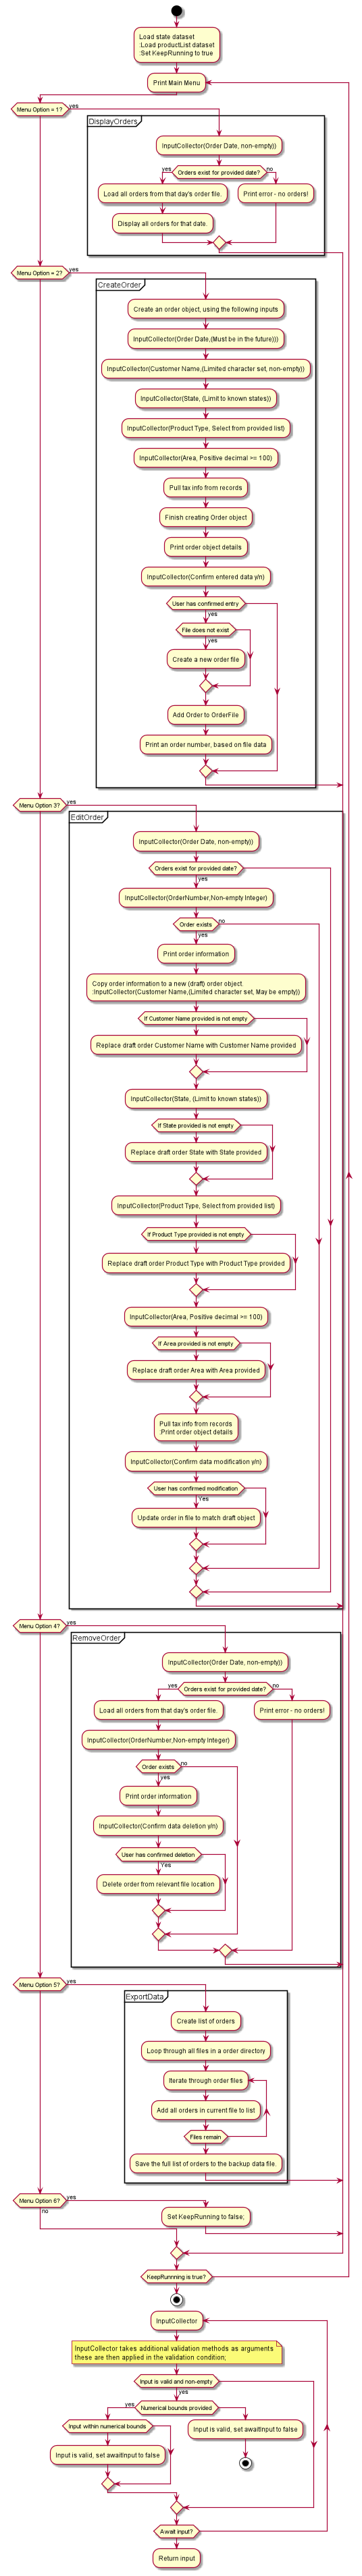 Load state dataset
:Load productList dataset
:Set KeepRunning to true
Print Main Menu
Menu Option = 1?
yes
DisplayOrders
InputCollector(Order Date, non-empty))
yes
Orders exist for provided date?
no
Load all orders from that day's order file.
Print error - no orders!
Display all orders for that date.
Menu Option = 2?
yes
CreateOrder
Create an order object, using the following inputs
InputCollector(Order Date,(Must be in the future)))
InputCollector(Customer Name,(Limited character set, non-empty))
InputCollector(State, (Limit to known states))
InputCollector(Product Type, Select from provided list)
InputCollector(Area, Positive decimal >= 100)
Pull tax info from records
Finish creating Order object
Print order object details
InputCollector(Confirm entered data y/n)
User has confirmed entry
yes
File does not exist
yes
Create a new order file
Add Order to OrderFile
Print an order number, based on file data
Menu Option 3?
yes
EditOrder
InputCollector(Order Date, non-empty))
Orders exist for provided date?
yes
InputCollector(OrderNumber,Non-empty Integer)
Order exists
no
yes
Print order information
Copy order information to a new (draft) order object
:InputCollector(Customer Name,(Limited character set, May be empty))
If Customer Name provided is not empty
Replace draft order Customer Name with Customer Name provided
InputCollector(State, (Limit to known states))
If State provided is not empty
Replace draft order State with State provided
InputCollector(Product Type, Select from provided list)
If Product Type provided is not empty
Replace draft order Product Type with Product Type provided
InputCollector(Area, Positive decimal >= 100)
If Area provided is not empty
Replace draft order Area with Area provided
Pull tax info from records
:Print order object details
InputCollector(Confirm data modification y/n)
User has confirmed modification
Yes
Update order in file to match draft object
Menu Option 4?
yes
RemoveOrder
InputCollector(Order Date, non-empty))
yes
Orders exist for provided date?
no
Load all orders from that day's order file.
Print error - no orders!
InputCollector(OrderNumber,Non-empty Integer)
Order exists
no
yes
Print order information
InputCollector(Confirm data deletion y/n)
User has confirmed deletion
Yes
Delete order from relevant file location
Menu Option 5?
yes
ExportData
Create list of orders
Loop through all files in a order directory
Iterate through order files
Add all orders in current file to list
Files remain
Save the full list of orders to the backup data file.
Menu Option 6?
yes
no
Set KeepRunning to false;
KeepRunnning is true?
InputCollector
InputCollector takes additional validation methods as arguments
these are then applied in the validation condition;
Input is valid and non-empty
yes
yes
Numerical bounds provided
Input within numerical bounds
Input is valid, set awaitInput to false
Input is valid, set awaitInput to false
Await input?
Return input